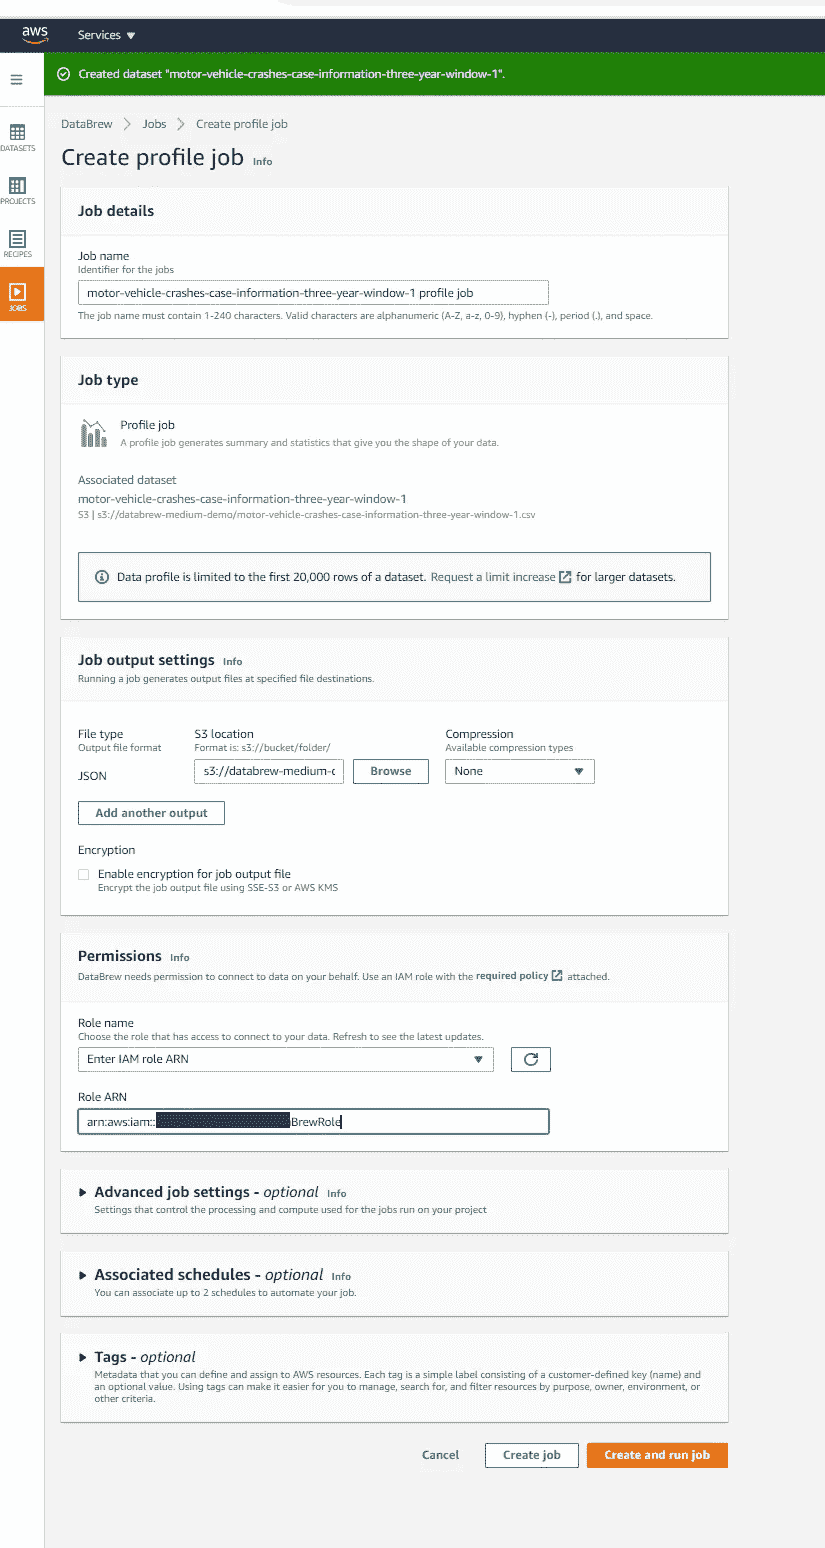 aws
Services
Created dataset "motor-vehicle-crashes-case-information-three-year-window-1".
DataBrew
Jobs
Create profile job
DATASETS
PROJECTS
RECIPES
JOBS
Create profile job Info
Job details
Job name
Identifier for the jobs
motor-vehicle-crashes-case-information-three-year-window-1 profile job
The job name must contain 1-240 characters. Valid characters are alphanumeric (A-Z, a-z, 0-9), hyphen (-), period (.), and space.
Job type
Profile job
A profile job generates summary and statistics that give you the shape of your data.
Associated dataset
motor-vehicle-crashes-case-information-three-year-window-1
S3 | s3://databrew-medium-demo/motor-vehicle-crashes-case-information-three-year-window-1.csv
Data profile is limited to the first 20,000 rows of a dataset. Request a limit increase for larger datasets.
Job output settings Info
Running a job generates output files at specified file destinations.
File type
Output file format
JSON
S3 location
Format is: s3://bucket/folder/
s3://databrew-medium-c
Browse
Compression
Available compression types
None
Add another output
Encryption
Enable encryption for job output file
Encrypt the job output file using SSE-S3 or AWS KMS
Permissions Info
DataBrew needs permission to connect to data on your behalf. Use an IAM role with the required policy attached.
Role name
Choose the role that has access to connect to your data. Refresh to see the latest updates.
Enter IAM role ARN
Role ARN
arn:aws:iam:: BrewRole
Advanced job settings - optional Info
Settings that control the processing and compute used for the jobs run on your project
Associated schedules - optional Info
You can associate up to 2 schedules to automate your job.
Tags - optional
Metadata that you can define and assign to AWS resources. Each tag is a simple label consisting of a customer-defined key (name) and
an optional value. Using tags can make it easier for you to manage, search for, and filter resources by purpose, owner, environment, or
other criteria.
Cancel
Create job
Create and run job